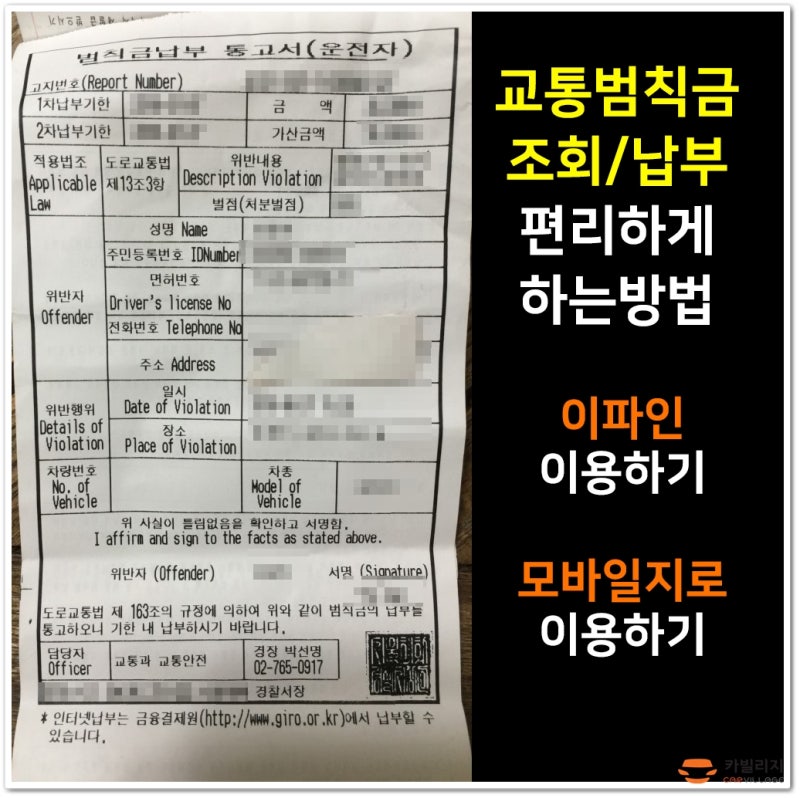 범칙금납부 통고서(운전자)
고지번호(Report Number)
1차납부기한
금 액
2차납부기한
가산금액
적용법조
Applicable
Law
도로교통법
제13조3항
위반내용
Description Violation
벌점(처분벌점)
위반자
Offender
성명 Name
주민등록번호 IDNumber
면허번호
Driver's license No
전화번호 Telephone No
주소 Address
위반행위
Details of
Violation
일시
Date of Violation
장소
Place of Violation
차량번호
No. of
Vehicle
차종
Model of
Vehicle
위 사실이 틀림없음을 확인하고 서명함.
I affirm and sign to the facts as stated above.
위반자 (Offender)
서명 (Signature)
도로교통법 제 163조의 규정에 의하여 위와 같이 범칙금의 납부를
통고하오니 기한 내 납부하시기 바랍니다.
담당자
Officer
교통과 교통안전
경장 박선명
02-765-0917
경찰서장
* 인터넷납부는 금융결제원(http://www.giro.or.kr)에서 납부할 수
있습니다.
교통범칙금
조회/납부
편리하게
하는방법
이파인
이용하기
모바일지로
이용하기
카빌리지
CARVILLAGE